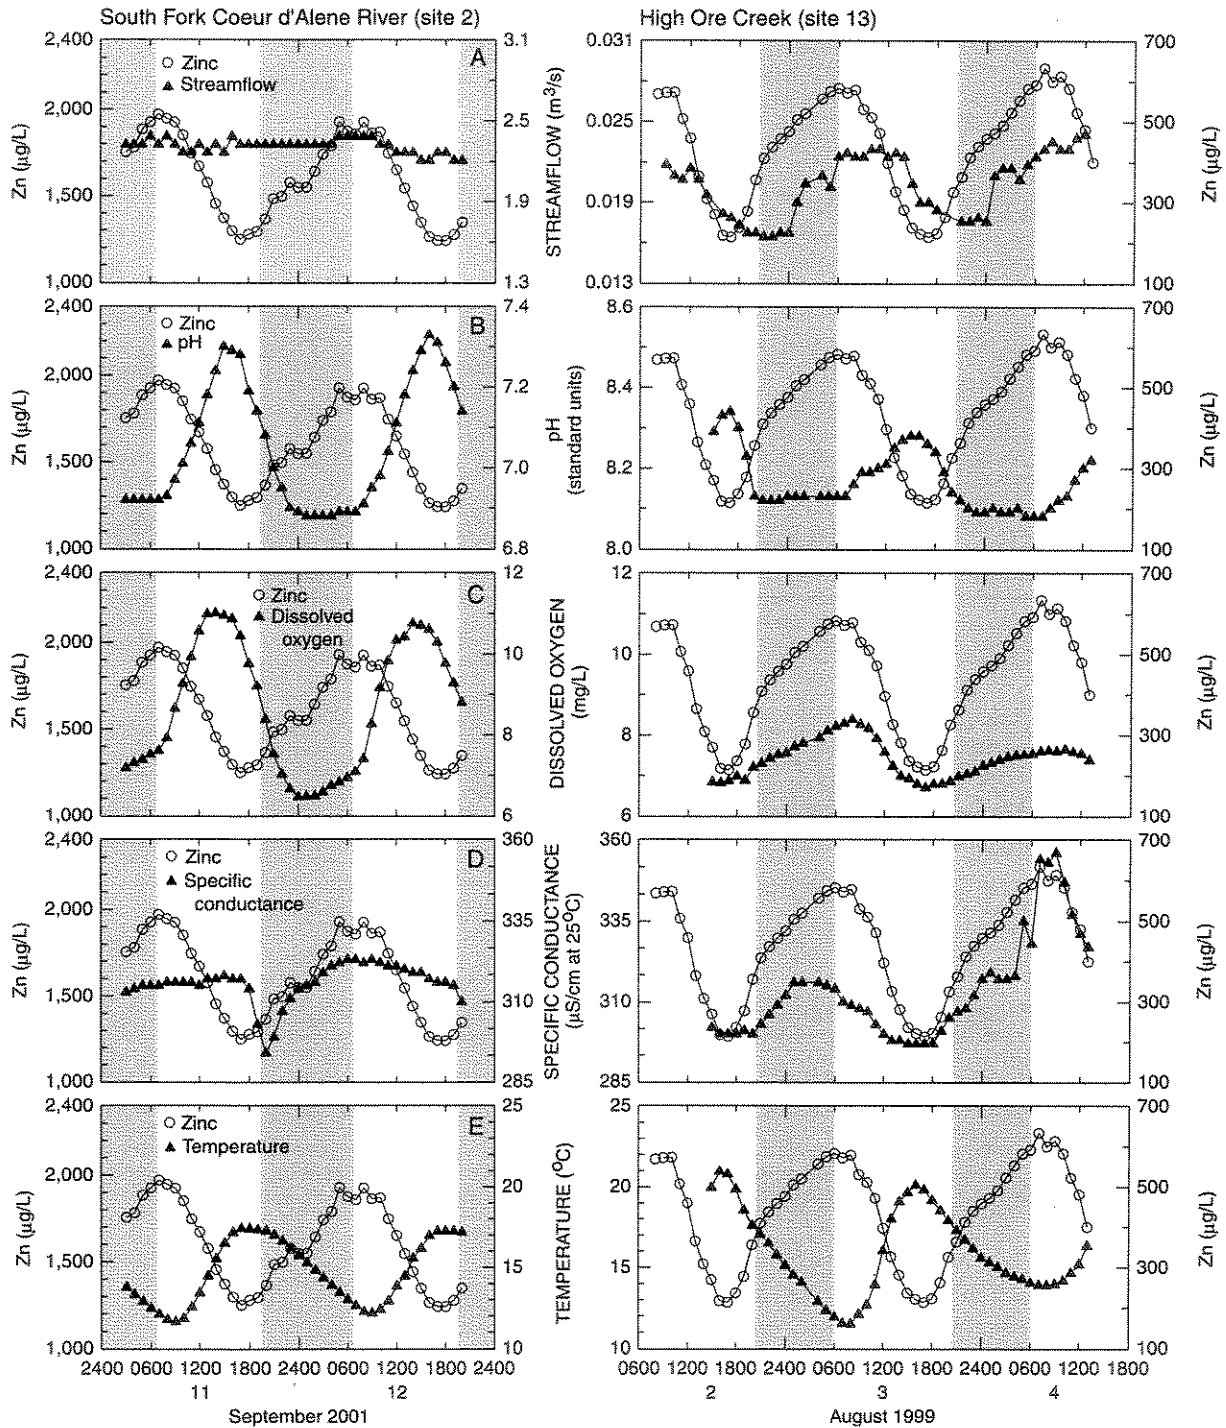 South Fork Coeur d'Alene River (site 2)
High Ore Creek (site 13)
2,400
2,000
1,500
1,000
Zn (µg/L)
Zinc
Streamflow
A
3.1
2.5
1.9
1.3
STREAMFLOW (m³/s)
0.031
0.025
0.019
0.013
700
500
300
100
Zn (µg/L)
2,400
2,000
1,500
1,000
Zn (µg/L)
Zinc
pH
B
7.4
7.2
7.0
6.8
pH
(standard units)
8.6
8.4
8.2
8.0
700
500
300
100
Zn (µg/L)
2,400
2,000
1,500
1,000
Zn (µg/L)
Zinc
Dissolved
oxygen
C
12
10
8
6
DISSOLVED OXYGEN
(mg/L)
12
10
8
6
700
500
300
100
Zn (µg/L)
2,400
2,000
1,500
1,000
Zn (µg/L)
Zinc
Specific
conductance
D
360
335
310
285
SPECIFIC CONDUCTANCE
(µS/cm at 25°C)
360
335
310
285
700
500
300
100
Zn (µg/L)
2,400
2,000
1,500
1,000
Zn (µg/L)
Zinc
Temperature
E
25
20
15
10
TEMPERATURE (°C)
25
20
15
10
700
500
300
100
Zn (µg/L)
2400 0600 1200 1800 2400 0600 1200 1800 2400
11 12
September 2001
0600 1200 1800 2400 0600 1200 1800 2400 0600 1200 1800
2 3 4
August 1999